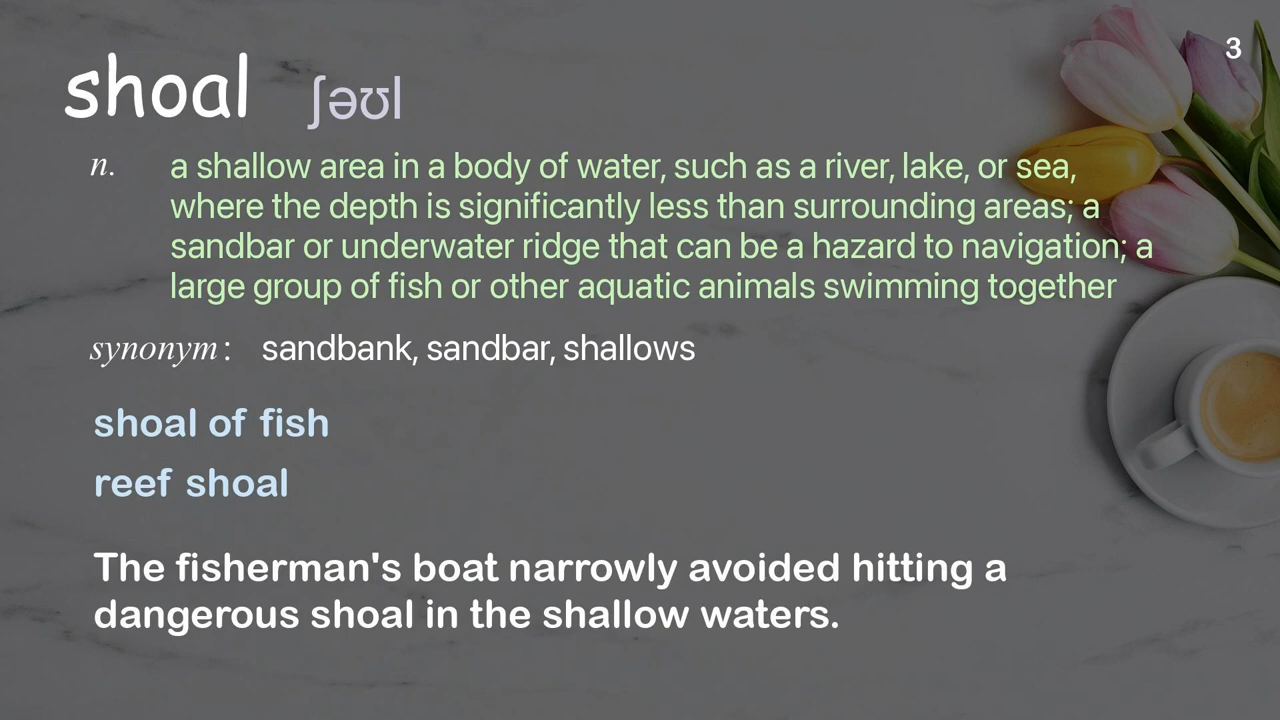 3
shoal ʃəʊl
n. a shallow area in a body of water, such as a river, lake, or sea,
where the depth is significantly less than surrounding areas; a
sandbar or underwater ridge that can be a hazard to navigation; a
large group of fish or other aquatic animals swimming together
synonym: sandbank, sandbar, shallows
shoal of fish
reef shoal
The fisherman's boat narrowly avoided hitting a
dangerous shoal in the shallow waters.